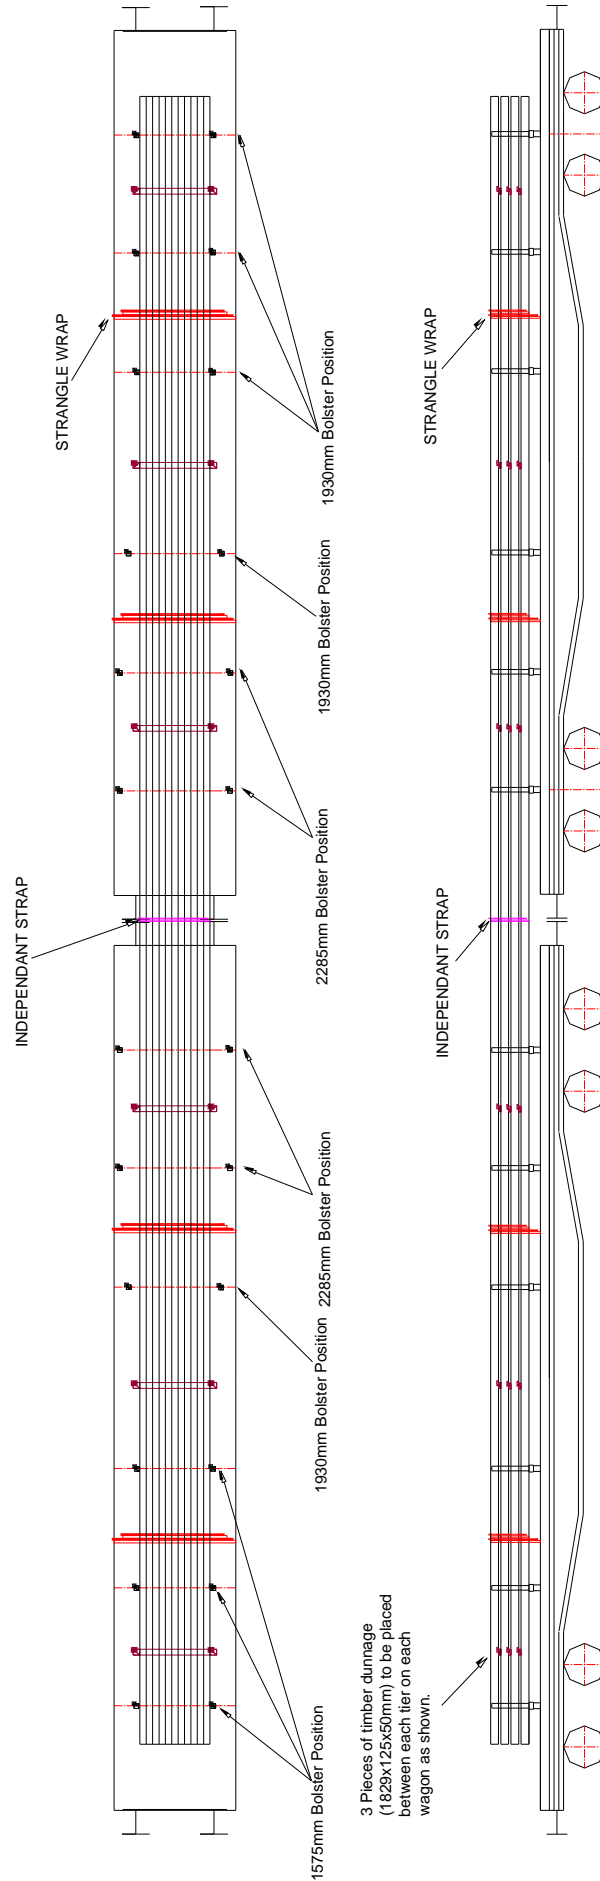 STRANGLE WRAP
1930mm Bolster Position
1930mm Bolster Position
2285mm Bolster Position
INDEPENDANT STRAP
2285mm Bolster Position
1930mm Bolster Position
1575mm Bolster Position
STRANGLE WRAP
INDEPENDANT STRAP
3 Pieces of timber dunnage
(1829x125x50mm) to be placed
between each tier on each
wagon as shown.